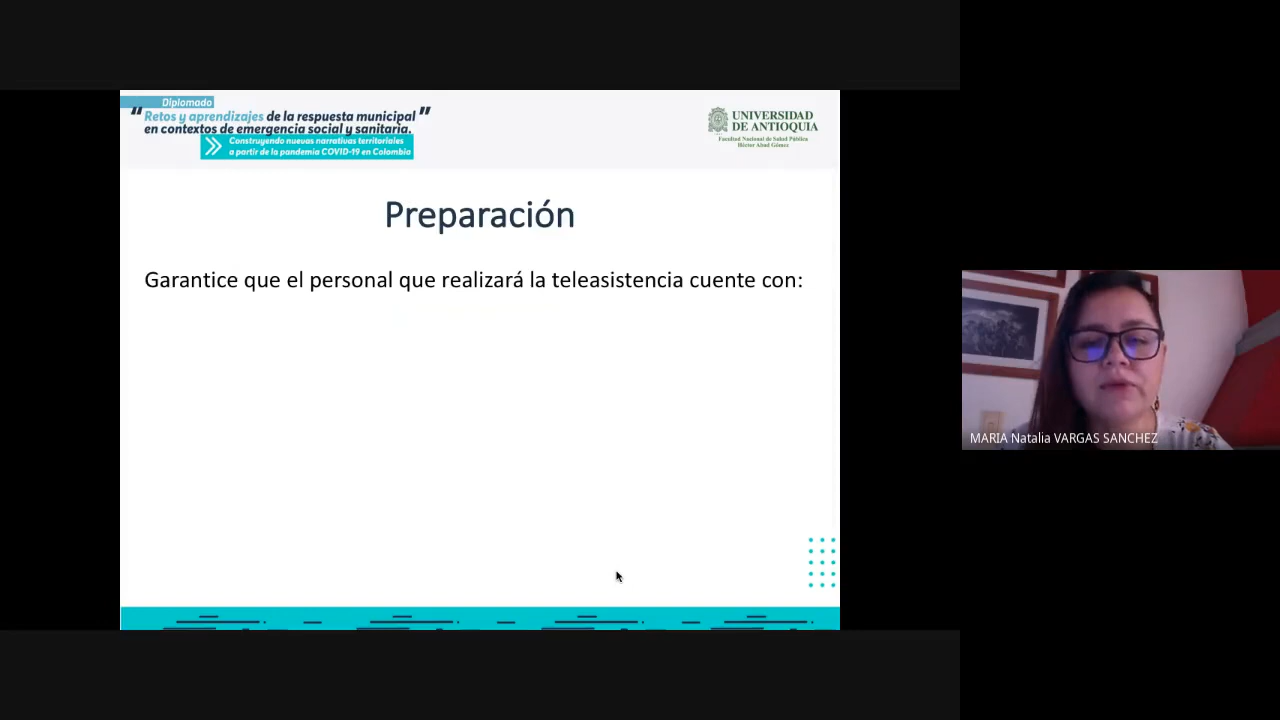 Diplomado
“Retos y aprendizajes de la respuesta municipal”
en contextos de emergencia social y sanitaria.
Construyendo nuevas narrativas territoriales
a partir de la pandemia COVID-19 en Colombia
UNIVERSIDAD
DE ANTIOQUIA
Facultad Nacional de Salud Pública
Héctor Abad Gómez
Preparación
Garantice que el personal que realizará la teleasistencia cuente con:
MARIA Natalia VARGAS SANCHEZ